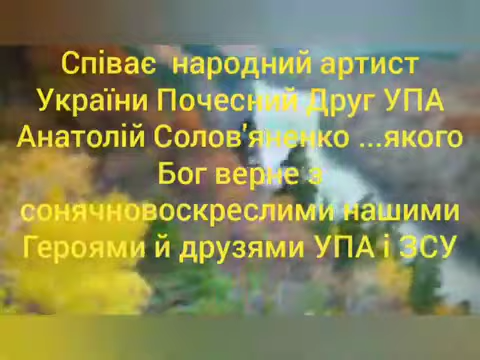 Співає народний артист
України Почесний Друг УПА
Анатолій Солов'яненко ...якого
Бог верне з
сонячновоскреслими нашими
Героями й друзями УПА і ЗСУ